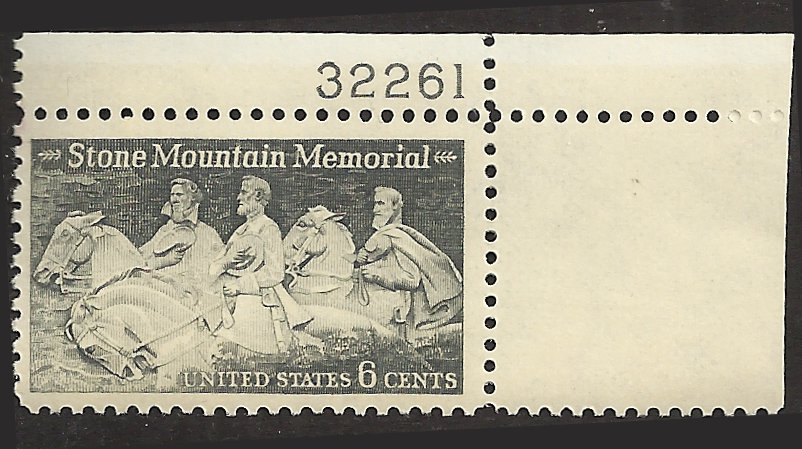 32261
Stone Mountain Memorial
UNITED STATES 6 CENTS